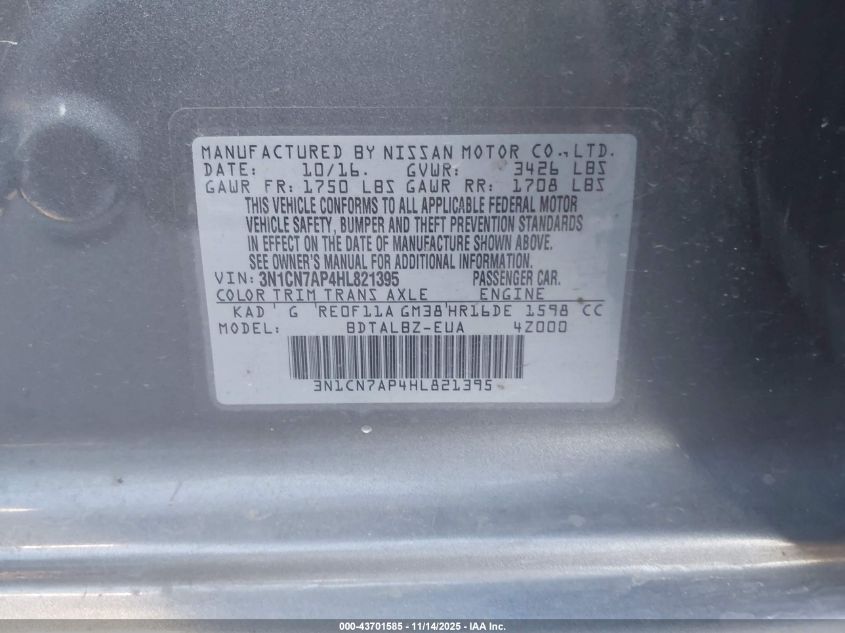 MANUFACTURED BY NISSAN MOTOR CO., LTD.
DATE: 10/16. GVWR: 3426 LBS
GAWR FR: 1750 LBS GAWR RR: 1708 LBS
THIS VEHICLE CONFORMS TO ALL APPLICABLE FEDERAL MOTOR
VEHICLE SAFETY, BUMPER AND THEFT PREVENTION STANDARDS
IN EFFECT ON THE DATE OF MANUFACTURE SHOWN ABOVE.
SEE OWNER'S MANUAL FOR ADDITIONAL INFORMATION.
VIN: 3N1CN7AP4HL821395 PASSENGER CAR.
COLOR TRIM TRANS AXLE ENGINE
KAD G RE0F11A GM38 HR16DE 1598 CC
MODEL: BDTALBZ-EUA 4Z000
3N1CN7AP4HL821395
000-43701585 - 11/14/2025 - IAA Inc.